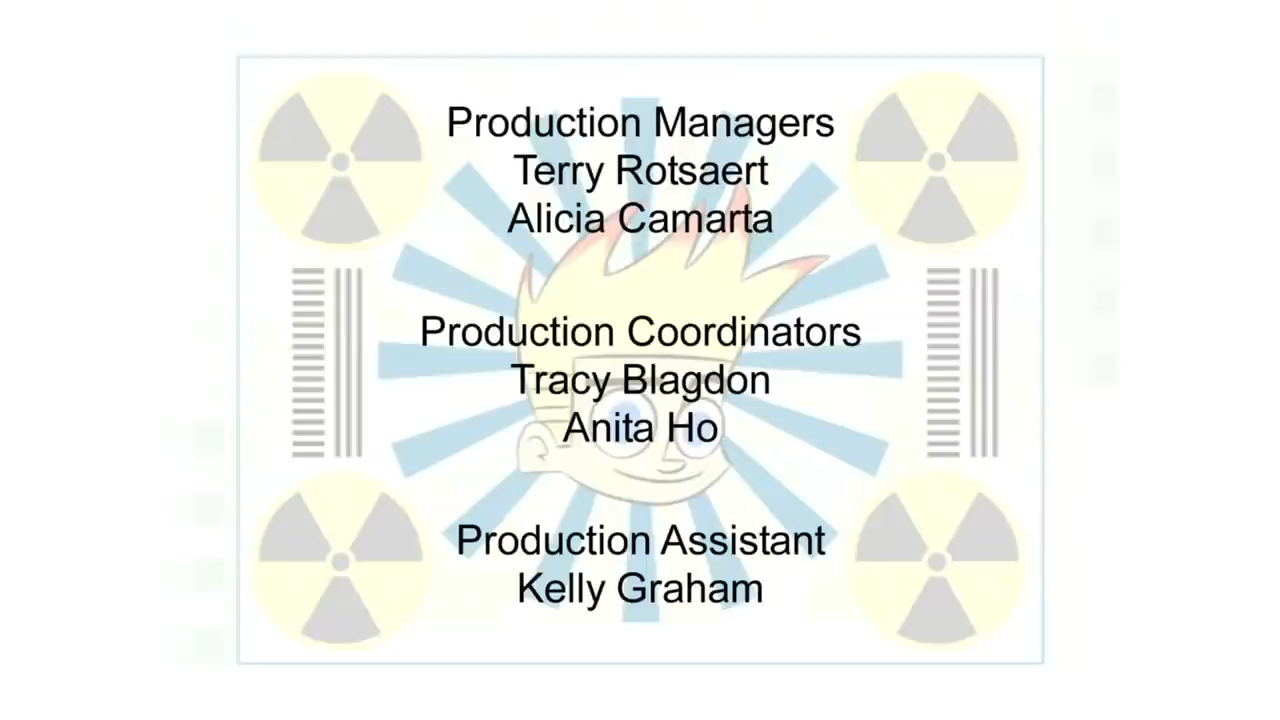 Production Managers
Terry Rotsaert
Alicia Camarta
Production Coordinators
Tracy Blagdon
Anita Ho
Production Assistant
Kelly Graham